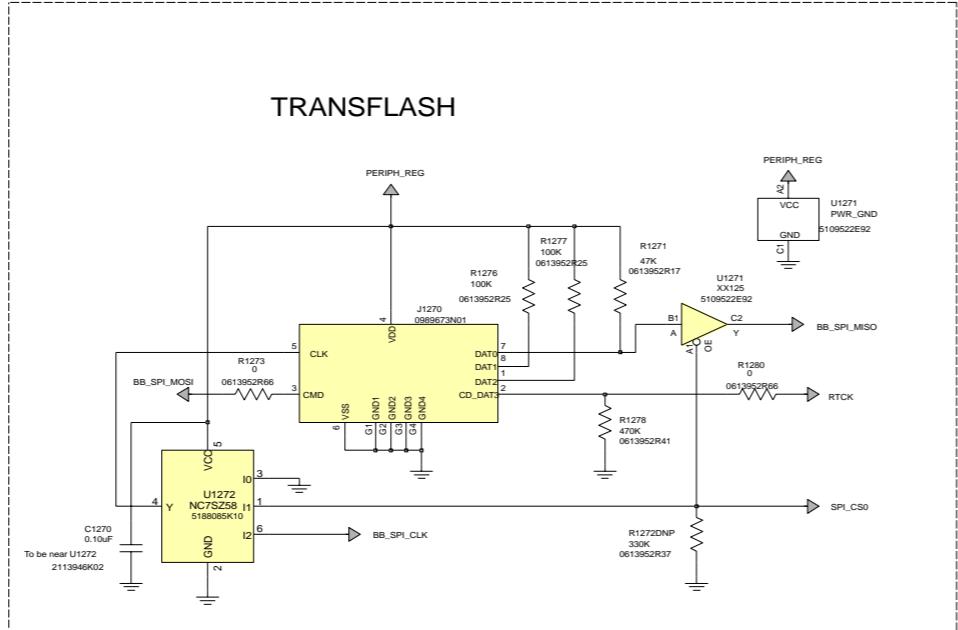 TRANSFLASH
PERIPH_REG
PERIPH_REG
A2
VCC
GND
C1
U1271
PWR_GND
5109522E92
R1277
100K
0613952R25
R1271
47K
0613952R17
R1276
100K
0613952R25
U1271
XX125
5109522E92
B1
A
C2
Y
A1
OE
BB_SPI_MISO
J1270
0989673N01
4
VDD
5
CLK
7
DAT0
8
DAT1
1
DAT2
2
CD_DAT3
3
CMD
VSS
GND1
GND2
GND3
GND4
6
G1
G2
G3
G4
R1273
0
0613952R66
BB_SPI_MOSI
R1280
0
0613952R66
RTCK
R1278
470K
0613952R41
5
VCC
4
Y
U1272
NC7SZ58
5188085K10
I0
3
I1
1
I2
6
GND
2
BB_SPI_CLK
SPI_CS0
C1270
0.10uF
To be near U1272
2113946K02
R1272DNP
330K
0613952R37